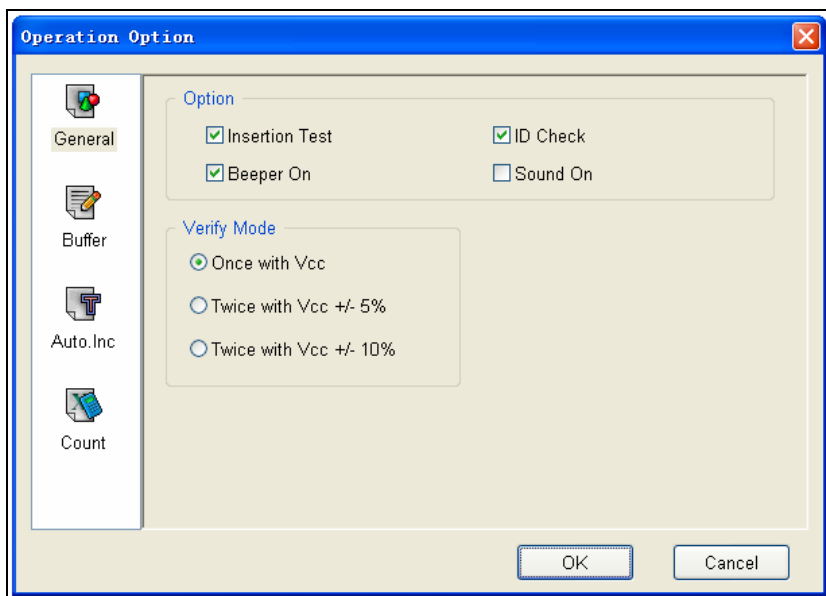 Operation Option
General
Buffer
Auto.Inc
Count
Option
Insertion Test
ID Check
Beeper On
Sound On
Verify Mode
Once with Vcc
Twice with Vcc +/- 5%
Twice with Vcc +/- 10%
OK
Cancel